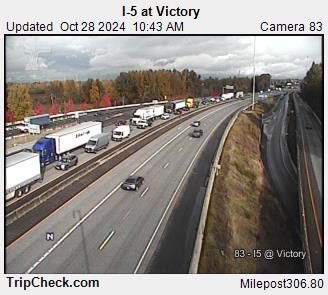 I-5 at Victory
Updated Oct 28 2024 10:43 AM Camera 83
N
83 - I5 @ Victory
TripCheck.com Milepost306.80